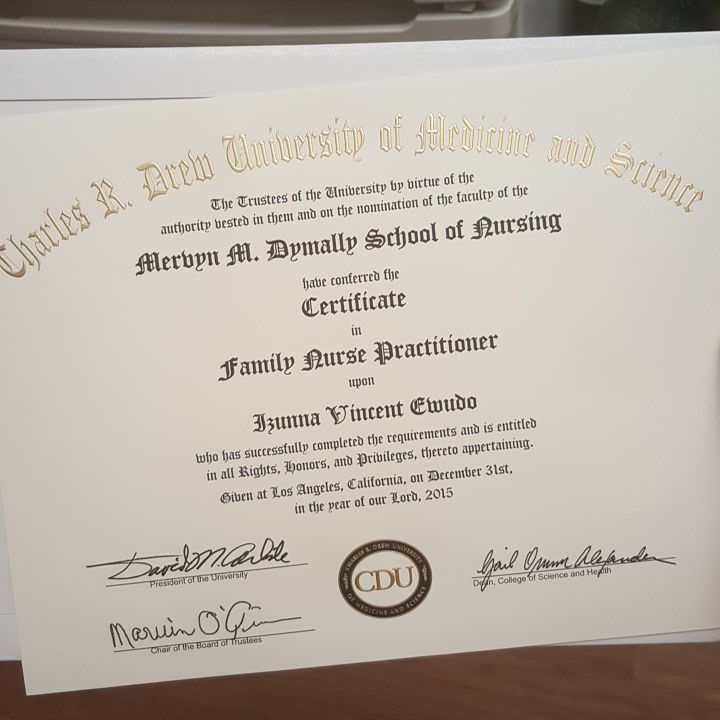 Charles R. Drew University of Medicine and Science
The Trustees of the University by virtue of the
authority vested in them and on the nomination of the faculty of the
Mervyn M. Dymally School of Nursing
have conferred the
Certificate
in
Family Nurse Practitioner
upon
Izunna Vincent Ewudo
who has successfully completed the requirements and is entitled
in all Rights, Honors, and Privileges, thereto appertaining.
Given at Los Angeles, California, on December 31st,
in the year of our Lord, 2015
David M. Carlisle
President of the University
CHARLES R. DREW UNIVERSITY
CDU
OF MEDICINE AND SCIENCE
Gail Orum Alexander
Dean, College of Science and Health
Marvin O'Quinn
Chair of the Board of Trustees